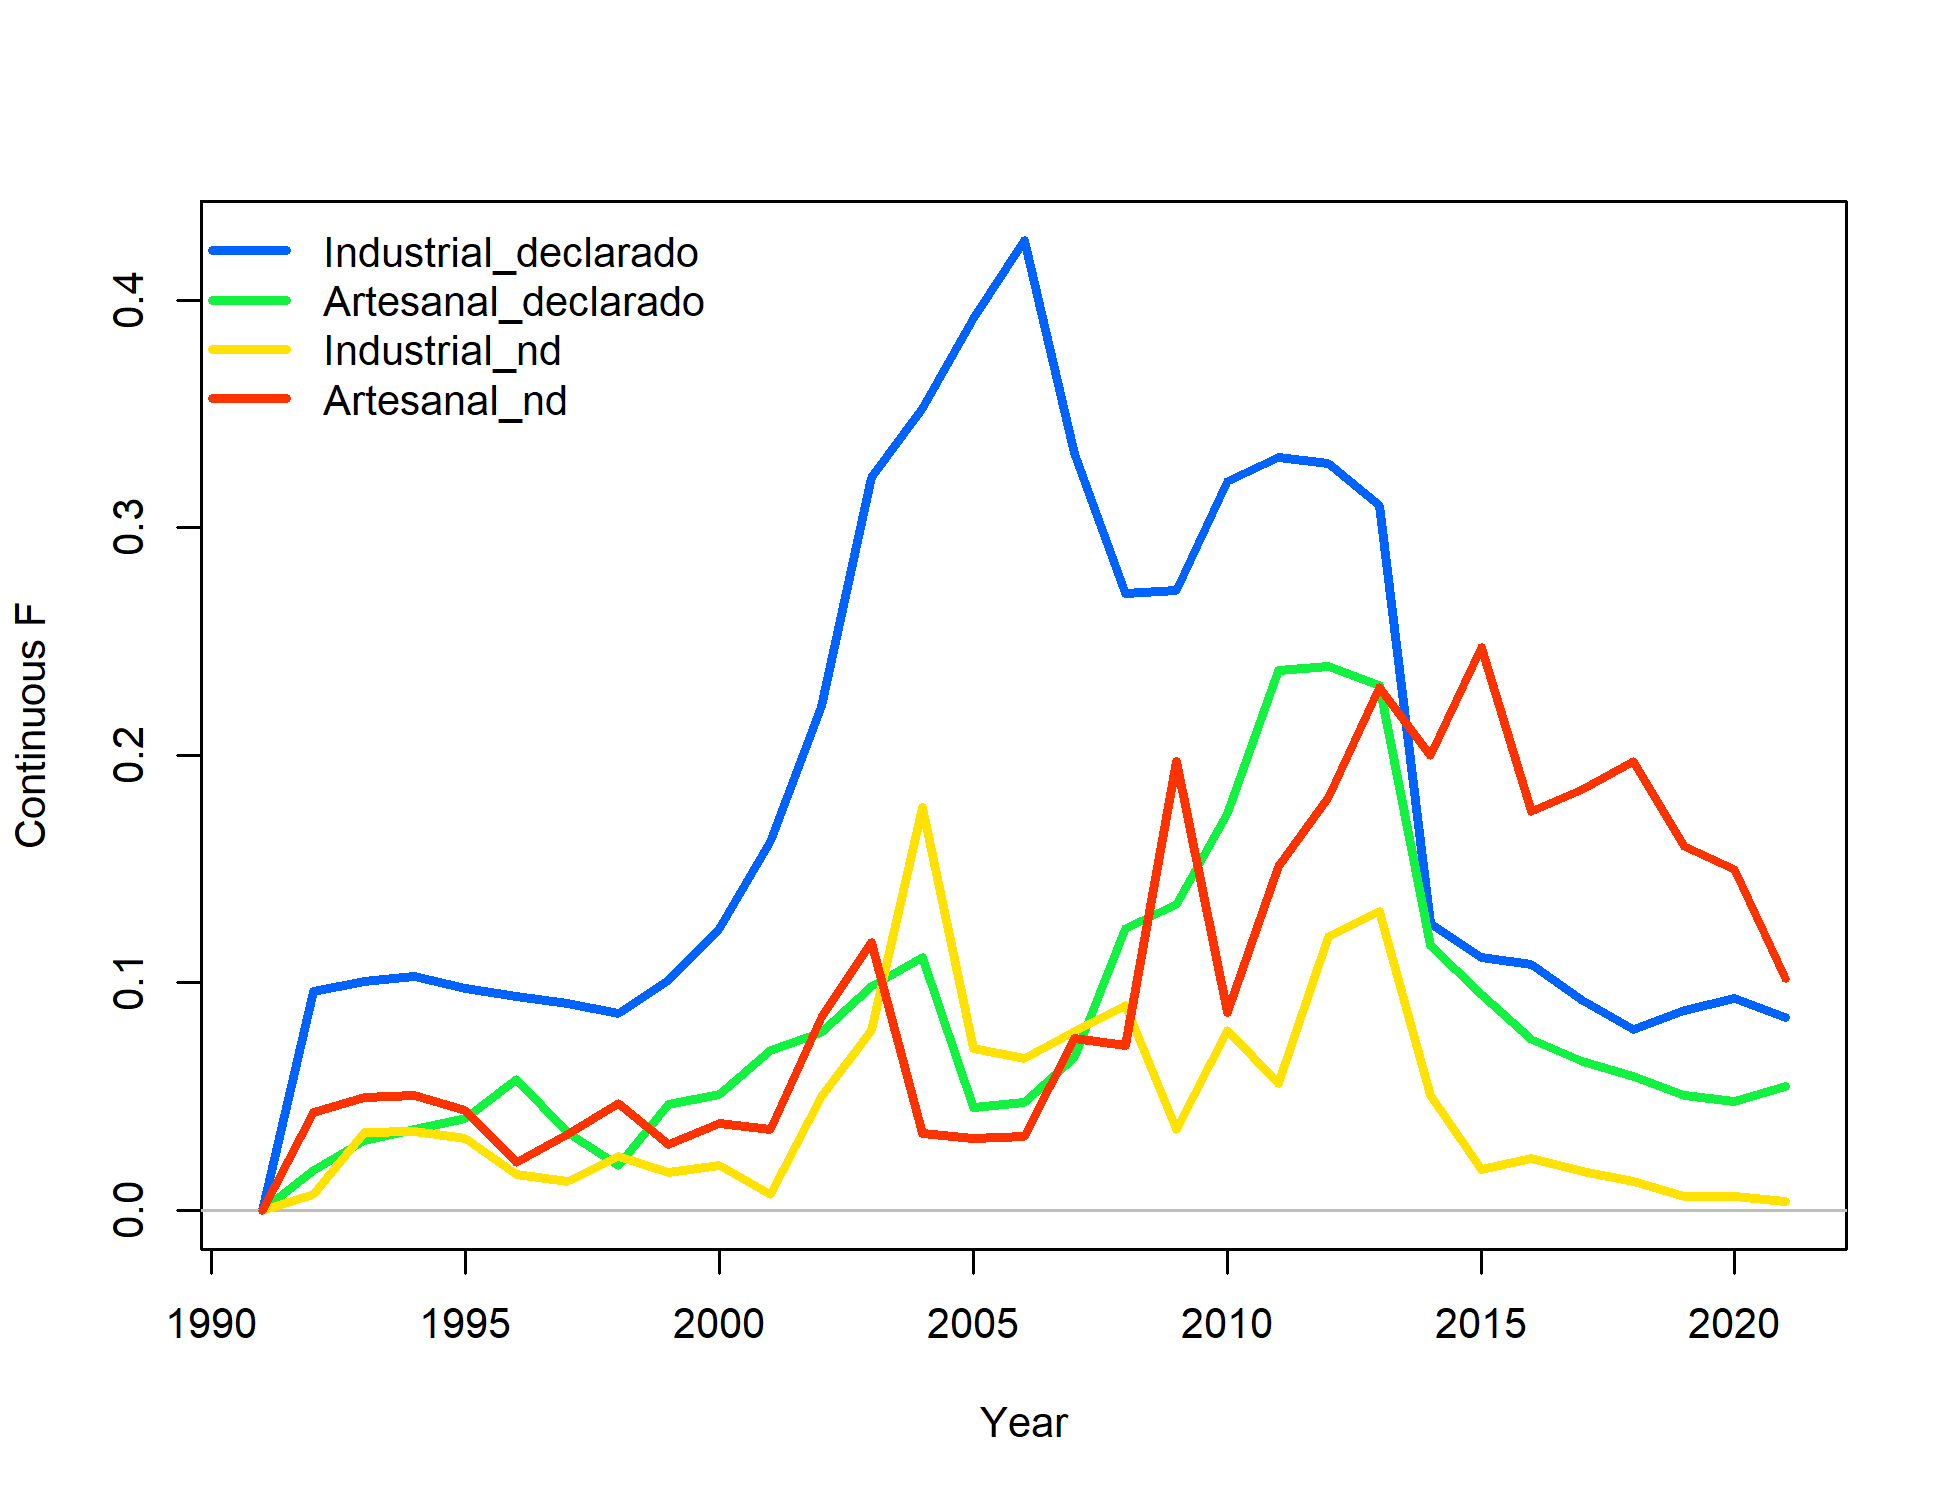 Industrial_declarado
Artesanal_declarado
Industrial_nd
Artesanal_nd
0.4
0.3
0.2
0.1
0.0
Continuous F
1990 1995 2000 2005 2010 2015 2020
Year